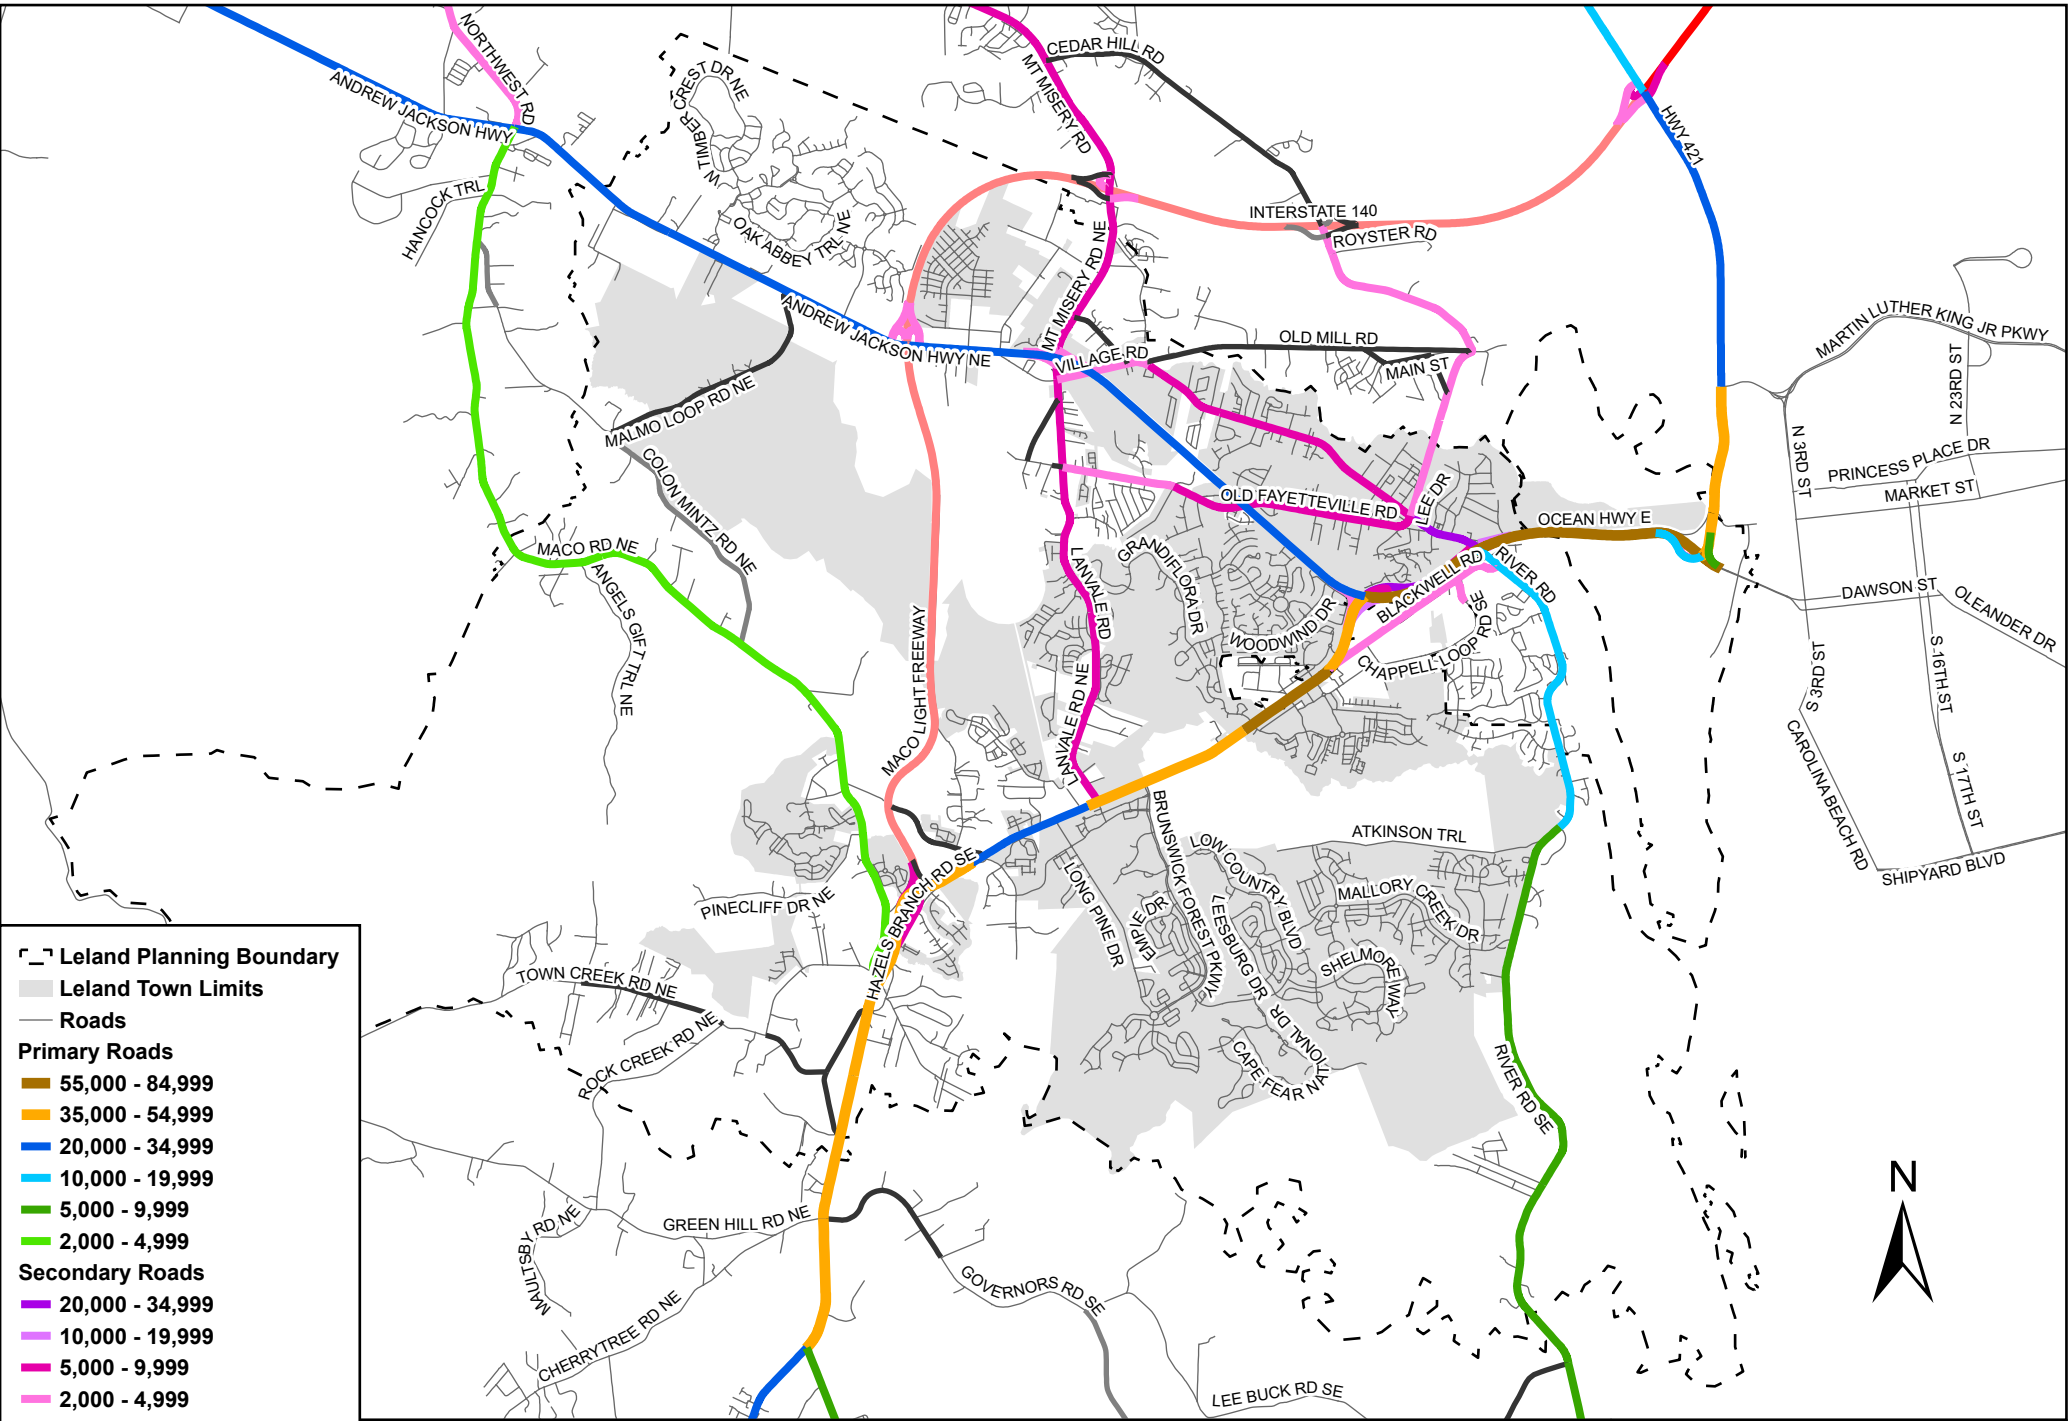 NORTHWEST RD
ANDREW JACKSON HWY
HANCOCK TRL
W TIMBER CREST DR NE
OAK ABBEY TRL NE
CEDAR HILL RD
MT MISERY RD
HWY 421
INTERSTATE 140
ROYSTER RD
MT MISERY RD NE
ANDREW JACKSON HWY NE
VILLAGE RD
OLD MILL RD
MAIN ST
MARTIN LUTHER KING JR PKWY
N 23RD ST
N 3RD ST
PRINCESS PLACE DR
MARKET ST
MALMO LOOP RD NE
COLON MINTZ RD NE
MACO RD NE
ANGELS GIFT TRL NE
OLD FAYETTEVILLE RD
LEE DR
OCEAN HWY E
GRANDIFLORA DR
LANVALE RD
WOODWIND DR
BLACKWELL RD
RIVER RD
CHAPPELL LOOP RD SE
DAWSON ST
OLEANDER DR
S 16TH ST
S 3RD ST
S 17TH ST
CAROLINA BEACH RD
SHIPYARD BLVD
MACO LIGHT FREEWAY
LANVALE RD NE
BRUNSWICK FOREST PKWY
LOW COUNTRY BLVD
ATKINSON TRL
MALLORY CREEK DR
LONG PINE DR
EMPIE DR
LEESBURG DR
SHELMORE WAY
CAPE FEAR NATIONAL DR
PINECLIFF DR NE
HAZELS BRANCH RD SE
TOWN CREEK RD NE
ROCK CREEK RD NE
RIVER RD SE
MAULTSBY RD NE
GREEN HILL RD NE
CHERRYTREE RD NE
GOVERNORS RD SE
LEE BUCK RD SE
N
Leland Planning Boundary
Leland Town Limits
Roads
Primary Roads
55,000 - 84,999
35,000 - 54,999
20,000 - 34,999
10,000 - 19,999
5,000 - 9,999
2,000 - 4,999
Secondary Roads
20,000 - 34,999
10,000 - 19,999
5,000 - 9,999
2,000 - 4,999